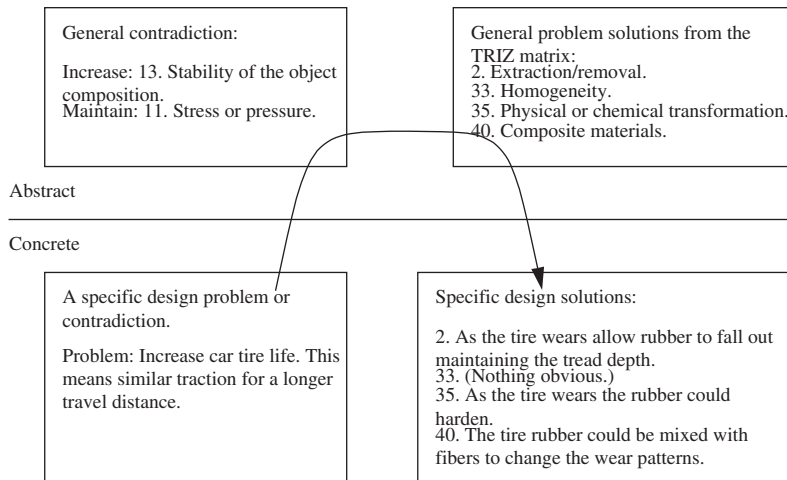 General contradiction:
Increase: 13. Stability of the object
composition.
Maintain: 11. Stress or pressure.
General problem solutions from the
TRIZ matrix:
2. Extraction/removal.
33. Homogeneity.
35. Physical or chemical transformation.
40. Composite materials.
Abstract
Concrete
A specific design problem or
contradiction.
Problem: Increase car tire life. This
means similar traction for a longer
travel distance.
Specific design solutions:
2. As the tire wears allow rubber to fall out
maintaining the tread depth.
33. (Nothing obvious.)
35. As the tire wears the rubber could
harden.
40. The tire rubber could be mixed with
fibers to change the wear patterns.